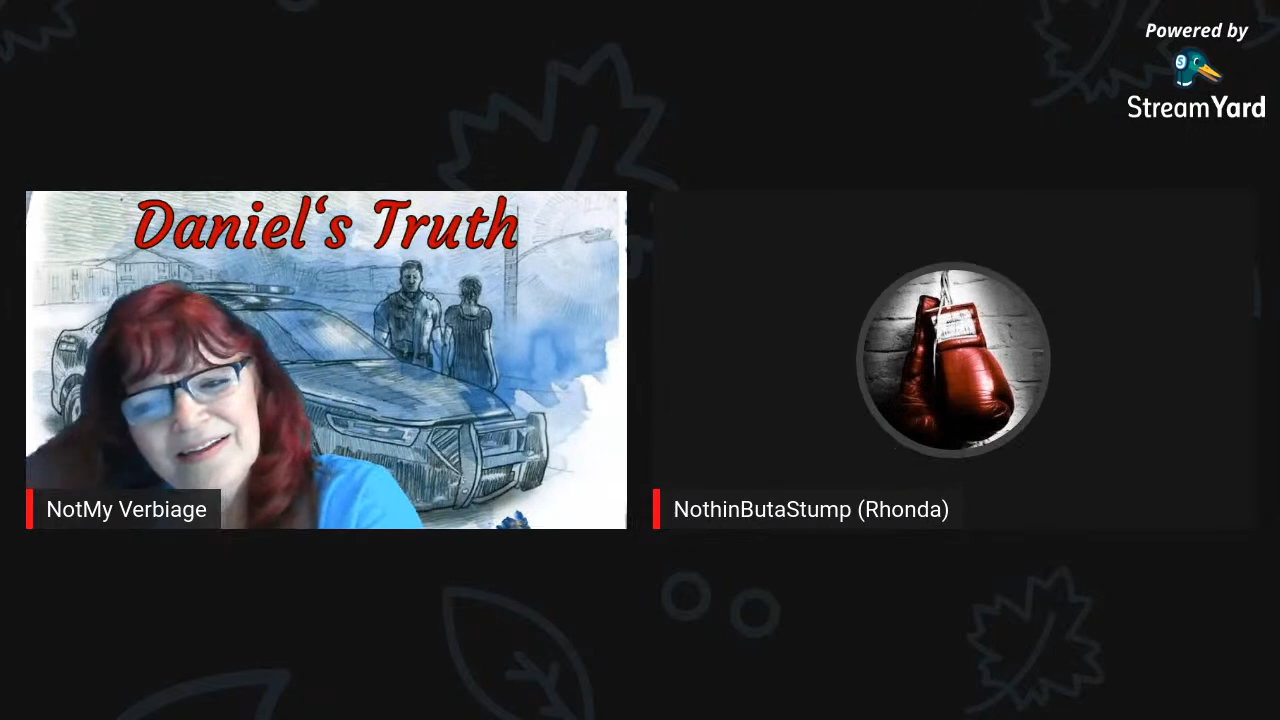 Powered by
StreamYard
Daniel‘s Truth
NotMy Verbiage
NothinButaStump (Rhonda)